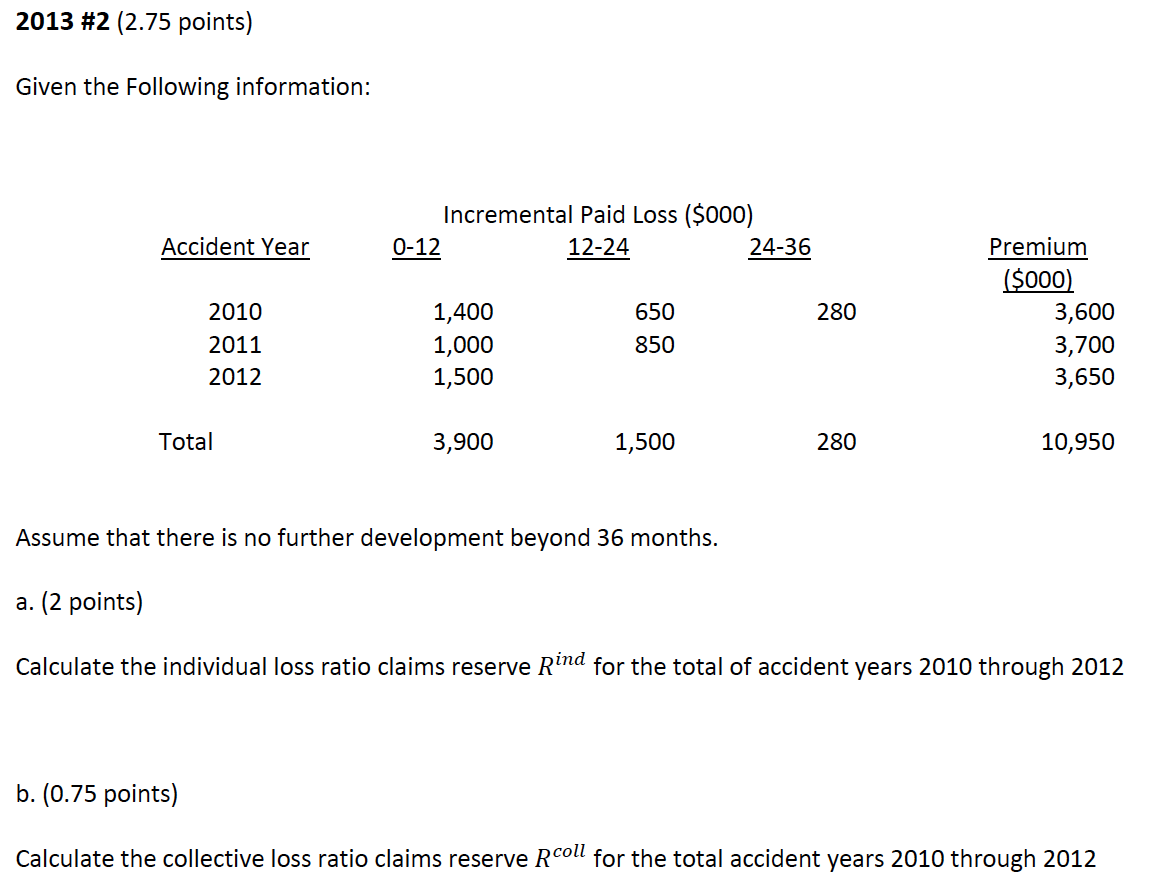 2013 #2 (2.75 points)
Given the Following information:
Incremental Paid Loss ($000)
Accident Year 0-12 12-24 24-36 Premium
($000)
2010 1,400 650 280 3,600
2011 1,000 850 3,700
2012 1,500 3,650
Total 3,900 1,500 280 10,950
Assume that there is no further development beyond 36 months.
a. (2 points)
Calculate the individual loss ratio claims reserve R^{ind} for the total of accident years 2010 through 2012
b. (0.75 points)
Calculate the collective loss ratio claims reserve R^{coll} for the total accident years 2010 through 2012